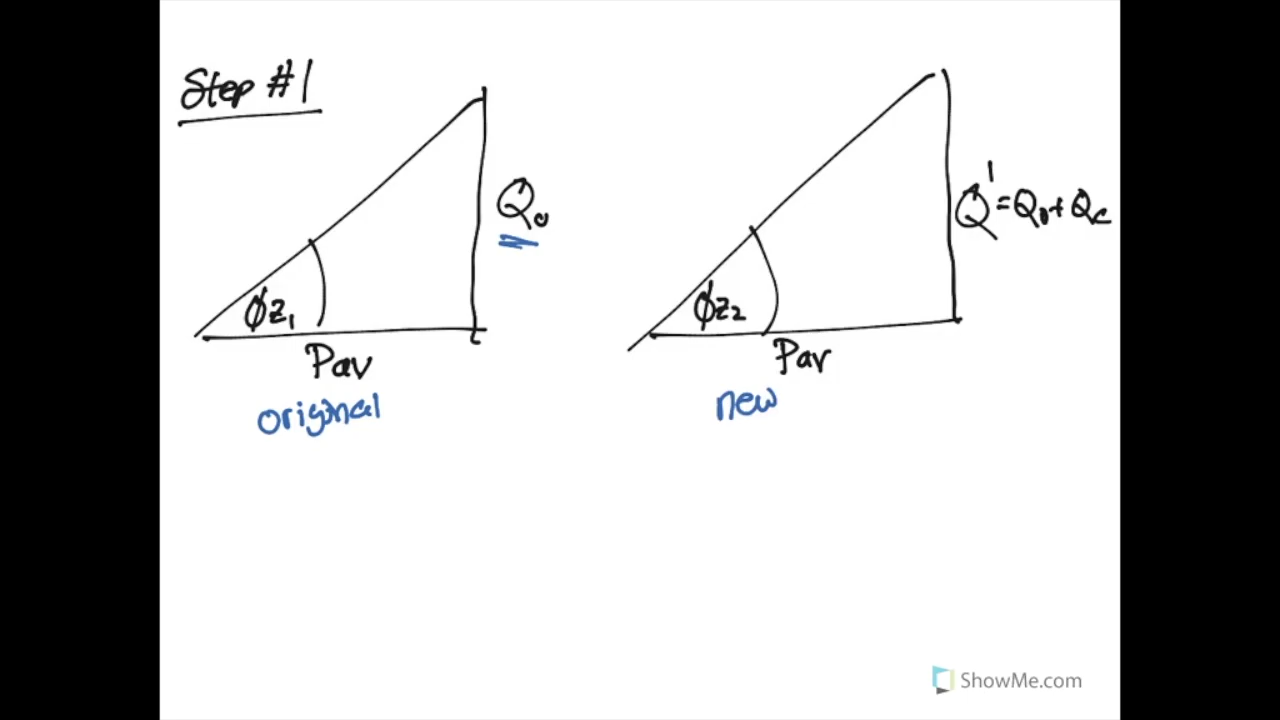 Step #1
Q₀
Q' = Q₀ + Qc
ϕz₁
ϕz₂
Pav
Pav
original
new
ShowMe.com